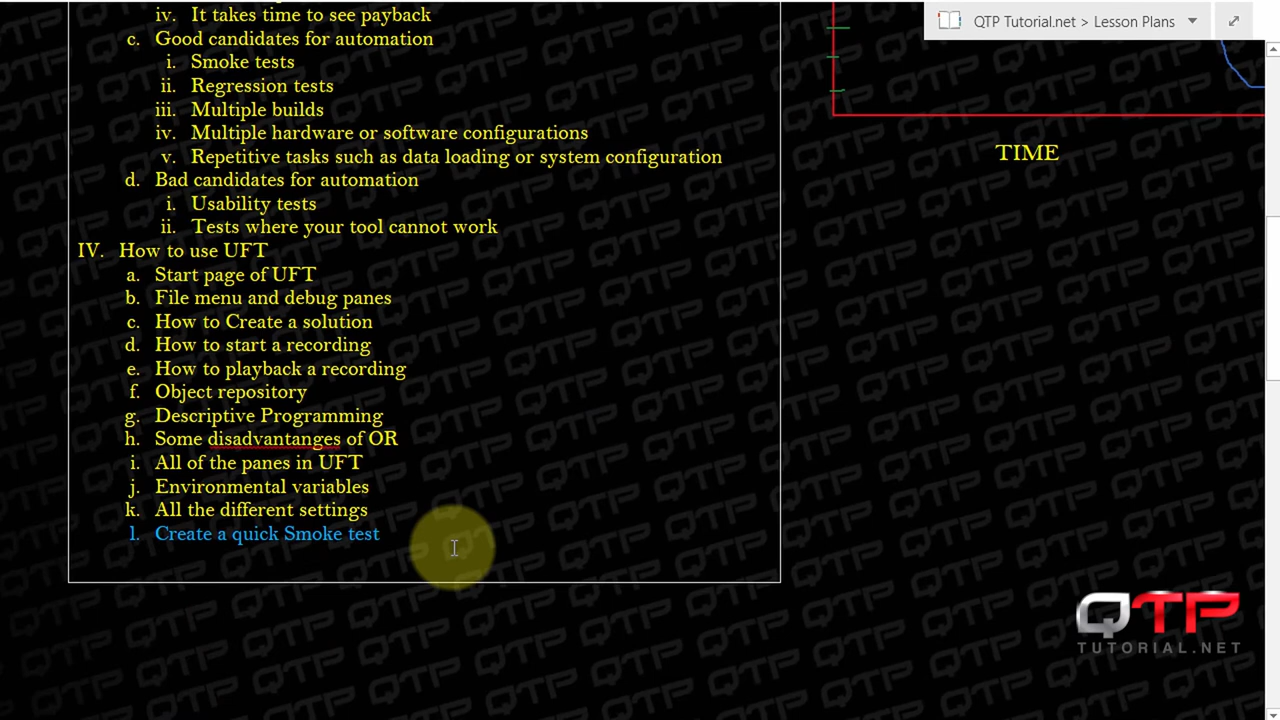 QTP Tutorial.net > Lesson Plans
iv. It takes time to see payback
c. Good candidates for automation
i. Smoke tests
ii. Regression tests
iii. Multiple builds
iv. Multiple hardware or software configurations
v. Repetitive tasks such as data loading or system configuration
d. Bad candidates for automation
i. Usability tests
ii. Tests where your tool cannot work
IV. How to use UFT
a. Start page of UFT
b. File menu and debug panes
c. How to Create a solution
d. How to start a recording
e. How to playback a recording
f. Object repository
g. Descriptive Programming
h. Some disadvantanges of OR
i. All of the panes in UFT
j. Environmental variables
k. All the different settings
l. Create a quick Smoke test
TIME
QTP
TUTORIAL.NET